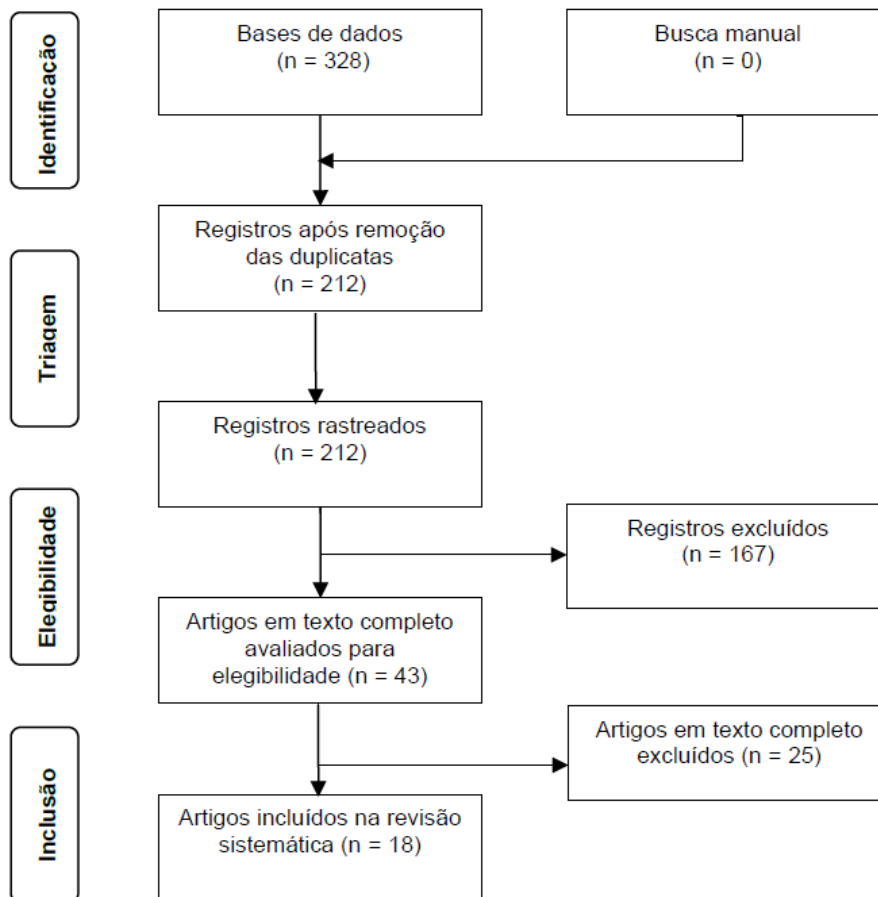 Identificação
Bases de dados
(n = 328)
Busca manual
(n = 0)
Triagem
Registros após remoção
das duplicatas
(n = 212)
Registros rastreados
(n = 212)
Elegibilidade
Registros excluídos
(n = 167)
Artigos em texto completo
avaliados para
elegibilidade (n = 43)
Inclusão
Artigos em texto completo
excluídos (n = 25)
Artigos incluídos na revisão
sistemática (n = 18)